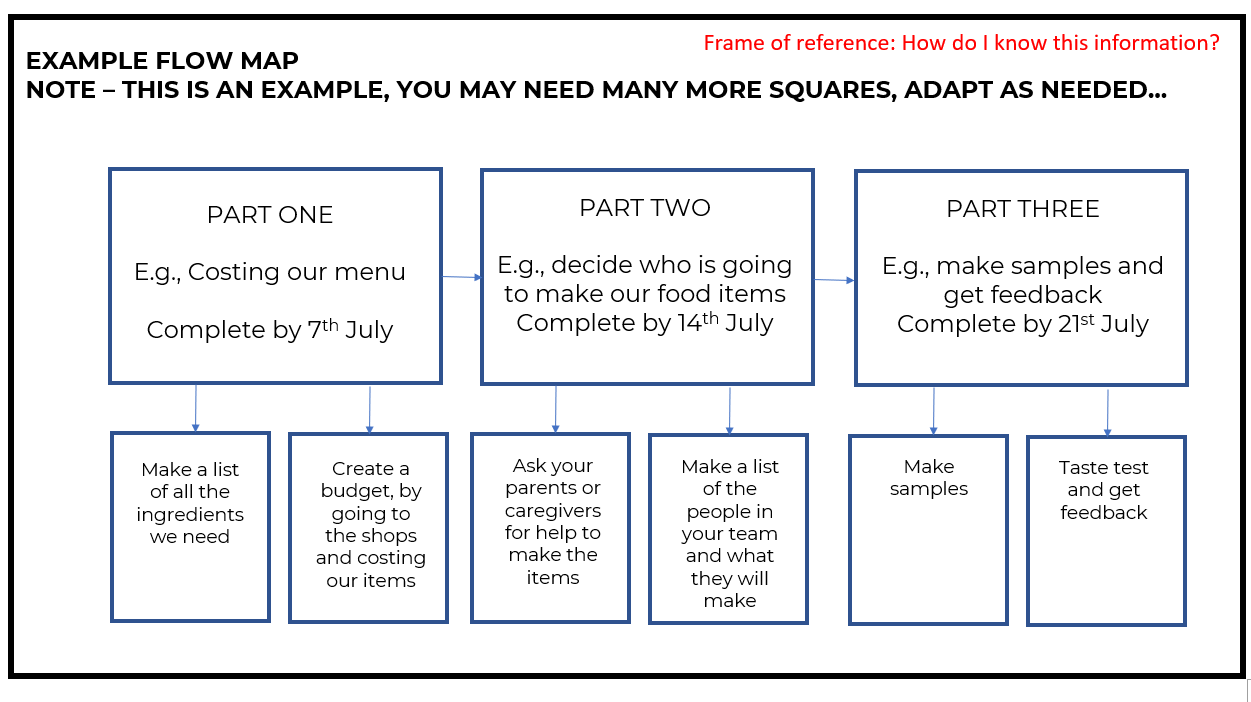 Frame of reference: How do I know this information?
EXAMPLE FLOW MAP
NOTE – THIS IS AN EXAMPLE, YOU MAY NEED MANY MORE SQUARES, ADAPT AS NEEDED…
PART ONE
E.g., Costing our menu
Complete by 7th July
PART TWO
E.g., decide who is going
to make our food items
Complete by 14th July
PART THREE
E.g., make samples and
get feedback
Complete by 21st July
Make a list
of all the
ingredients
we need
Create a
budget, by
going to
the shops
and costing
our items
Ask your
parents or
caregivers
for help to
make the
items
Make a list
of the
people in
your team
and what
they will
make
Make
samples
Taste test
and get
feedback